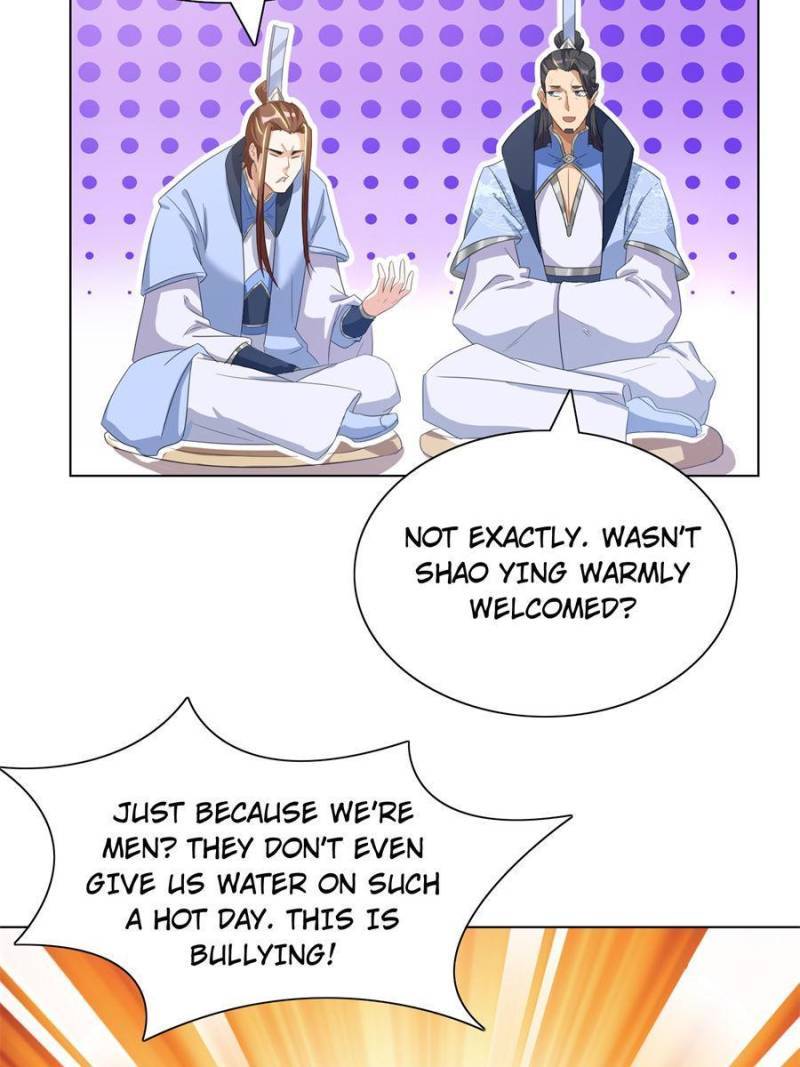 NOT EXACTLY. WASN'T
SHAO YING WARMLY
WELCOMED?
JUST BECAUSE WE'RE
MEN? THEY DON'T EVEN
GIVE US WATER ON SUCH
A HOT DAY. THIS IS
BULLYING!